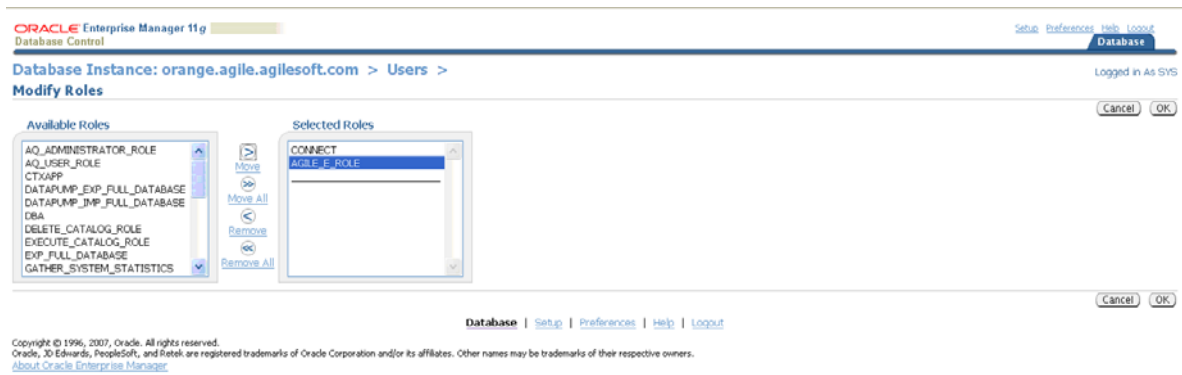 ORACLE Enterprise Manager 11g
Database Control
Setup Preferences Help Logout
Database
Database Instance: orange.agile.agilesoft.com > Users >
Logged in As SYS
Modify Roles
Cancel OK
Available Roles
AQ_ADMINISTRATOR_ROLE
AQ_USER_ROLE
CTXAPP
DATAPUMP_EXP_FULL_DATABASE
DATAPUMP_IMP_FULL_DATABASE
DBA
DELETE_CATALOG_ROLE
EXECUTE_CATALOG_ROLE
EXP_FULL_DATABASE
GATHER_SYSTEM_STATISTICS
Move
Move All
Remove
Remove All
Selected Roles
CONNECT
AGILE_E_ROLE
Cancel OK
Database | Setup | Preferences | Help | Logout
Copyright © 1996, 2007, Oracle. All rights reserved.
Oracle, JD Edwards, PeopleSoft, and Retek are registered trademarks of Oracle Corporation and/or its affiliates. Other names may be trademarks of their respective owners.
About Oracle Enterprise Manager